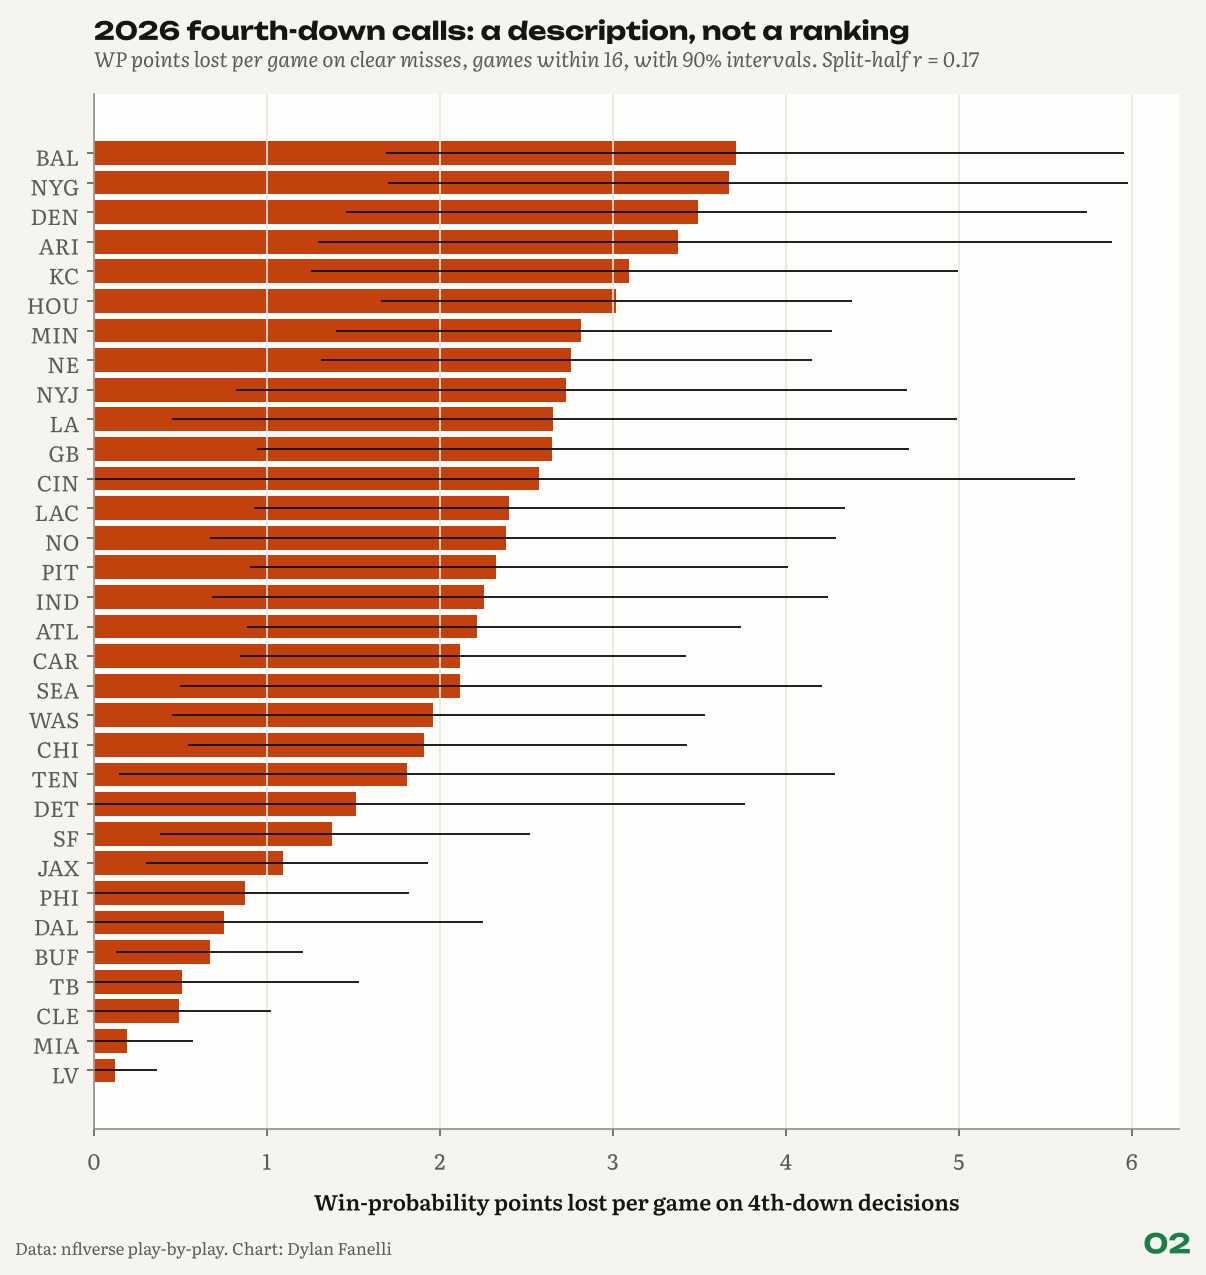 2026 fourth-down calls: a description, not a ranking
WP points lost per game on clear misses, games within 16, with 90% intervals. Split-half r = 0.17
BAL
NYG
DEN
ARI
KC
HOU
MIN
NE
NYJ
LA
GB
CIN
LAC
NO
PIT
IND
ATL
CAR
SEA
WAS
CHI
TEN
DET
SF
JAX
PHI
DAL
BUF
TB
CLE
MIA
LV
0 1 2 3 4 5 6
Win-probability points lost per game on 4th-down decisions
Data: nflverse play-by-play. Chart: Dylan Fanelli
02